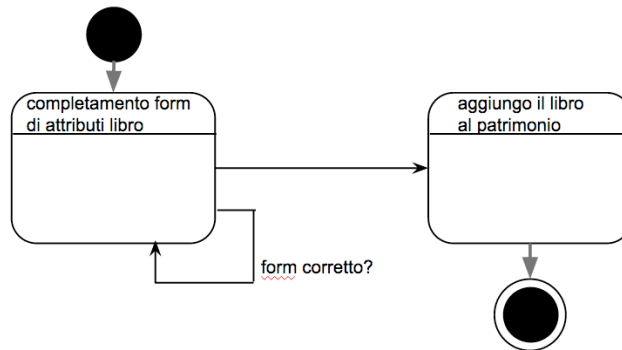 completamento form
di attributi libro
aggiungo il libro
al patrimonio
form corretto?